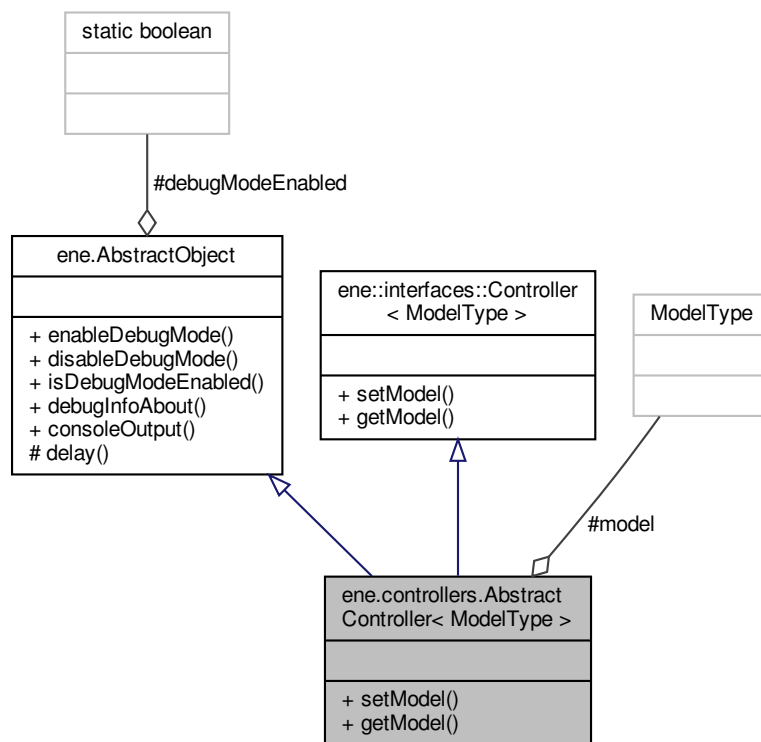 static boolean
#debugModeEnabled
ene.AbstractObject
+ enableDebugMode()
+ disableDebugMode()
+ isDebugModeEnabled()
+ debugInfoAbout()
+ consoleOutput()
# delay()
ene::interfaces::Controller
< ModelType >
+ setModel()
+ getModel()
ModelType
#model
ene.controllers.Abstract
Controller< ModelType >
+ setModel()
+ getModel()